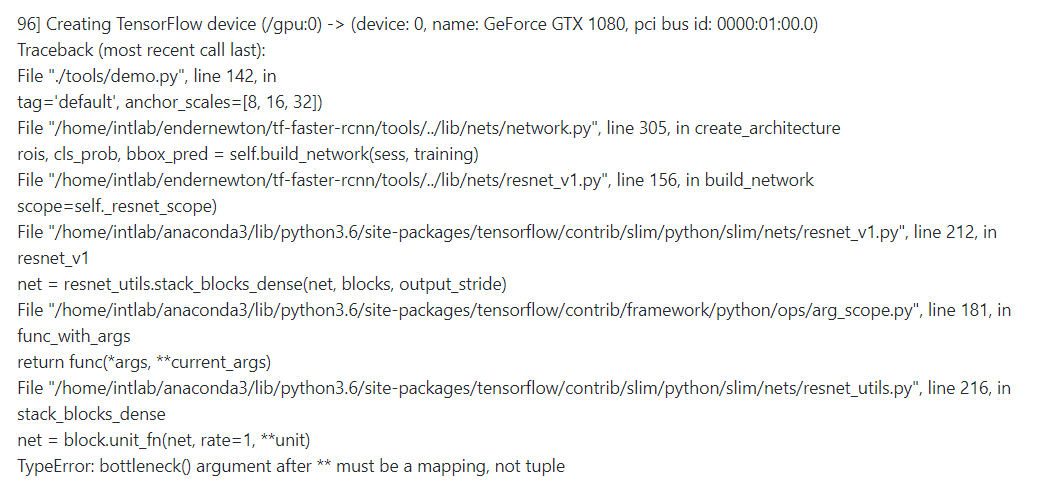 96] Creating TensorFlow device (/gpu:0) -> (device: 0, name: GeForce GTX 1080, pci bus id: 0000:01:00.0)
Traceback (most recent call last):
File "./tools/demo.py", line 142, in
tag='default', anchor_scales=[8, 16, 32])
File "/home/intlab/endernewton/tf-faster-rcnn/tools/../lib/nets/network.py", line 305, in create_architecture
rois, cls_prob, bbox_pred = self.build_network(sess, training)
File "/home/intlab/endernewton/tf-faster-rcnn/tools/../lib/nets/resnet_v1.py", line 156, in build_network
scope=self._resnet_scope)
File "/home/intlab/anaconda3/lib/python3.6/site-packages/tensorflow/contrib/slim/python/slim/nets/resnet_v1.py", line 212, in
resnet_v1
net = resnet_utils.stack_blocks_dense(net, blocks, output_stride)
File "/home/intlab/anaconda3/lib/python3.6/site-packages/tensorflow/contrib/framework/python/ops/arg_scope.py", line 181, in
func_with_args
return func(*args, **current_args)
File "/home/intlab/anaconda3/lib/python3.6/site-packages/tensorflow/contrib/slim/python/slim/nets/resnet_utils.py", line 216, in
stack_blocks_dense
net = block.unit_fn(net, rate=1, **unit)
TypeError: bottleneck() argument after ** must be a mapping, not tuple